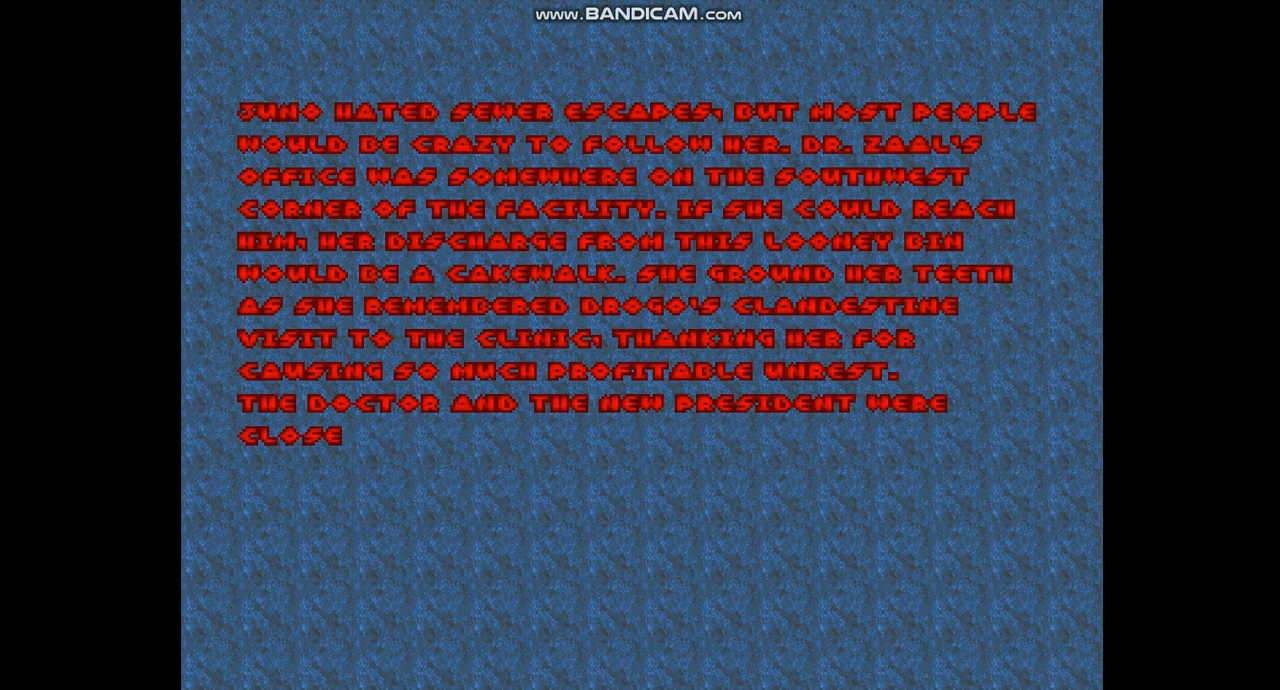 www.BANDICAM.com
JUNO HATED SEWER ESCAPES, BUT MOST PEOPLE
WOULD BE CRAZY TO FOLLOW HER. DR. ZAAL'S
OFFICE WAS SOMEWHERE ON THE SOUTHWEST
CORNER OF THE FACILITY. IF SHE COULD REACH
HIM, HER DISCHARGE FROM THIS LOONEY BIN
WOULD BE A CAKEWALK. SHE GROUND HER TEETH
AS SHE REMEMBERED DROGO'S CLANDESTINE
VISIT TO THE CLINIC, THANKING HER FOR
CAUSING SO MUCH PROFITABLE UNREST.
THE DOCTOR AND THE NEW PRESIDENT WERE
CLOSE